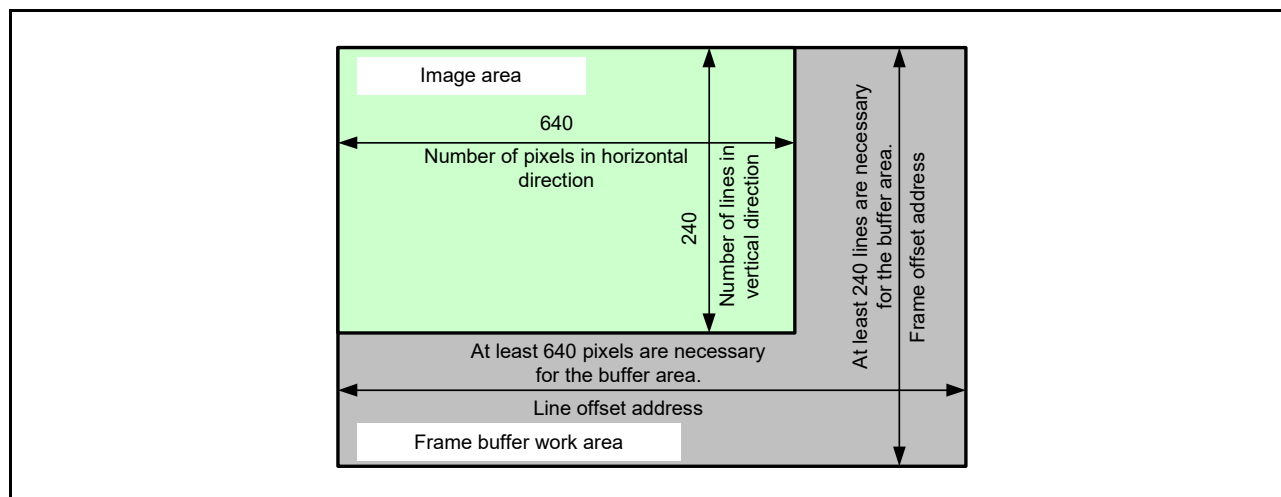 Image area
640
Number of pixels in horizontal
direction
240
Number of lines in
vertical direction
At least 240 lines are necessary
for the buffer area.
Frame offset address
At least 640 pixels are necessary
for the buffer area.
Line offset address
Frame buffer work area